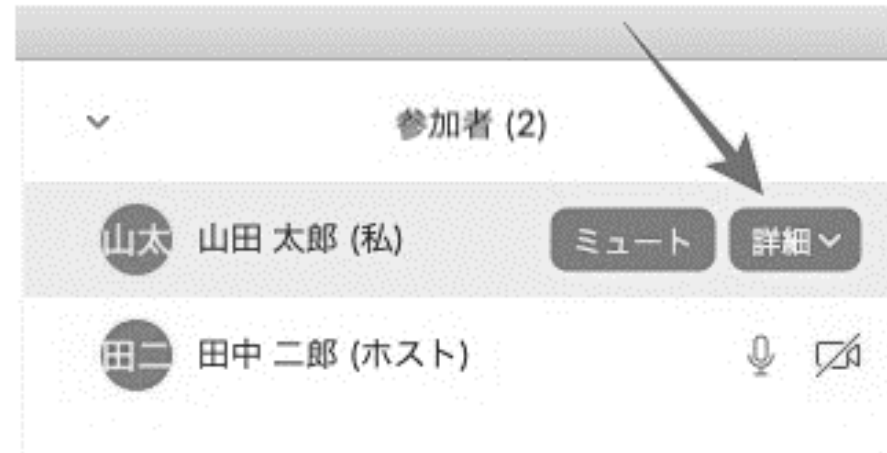 参加者 (2)
山太 山田 太郎 (私) ミュート 詳細
田二 田中 二郎 (ホスト)